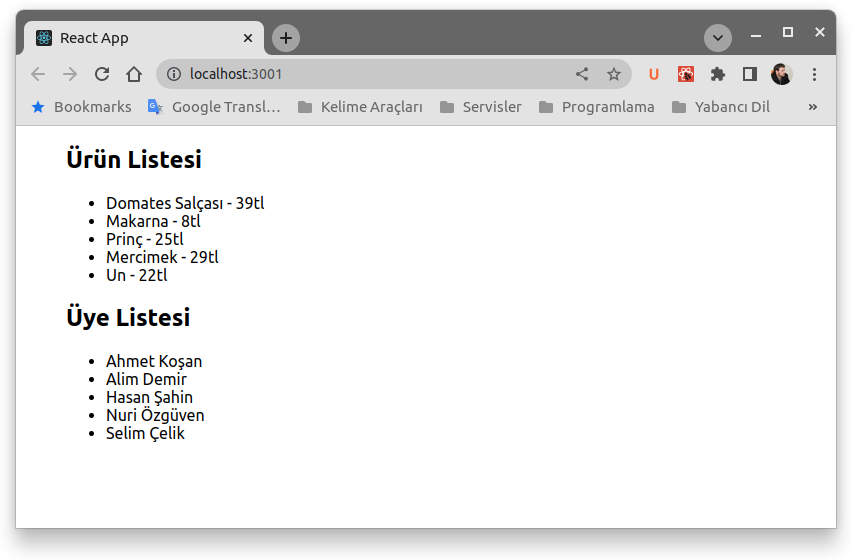 React App
localhost:3001
U
Bookmarks Google Transl... Kelime Araçları Servisler Programlama Yabancı Dil »
Ürün Listesi
• Domates Salçası - 39tl
• Makarna - 8tl
• Prinç - 25tl
• Mercimek - 29tl
• Un - 22tl
Üye Listesi
• Ahmet Koşan
• Alim Demir
• Hasan Şahin
• Nuri Özgüven
• Selim Çelik